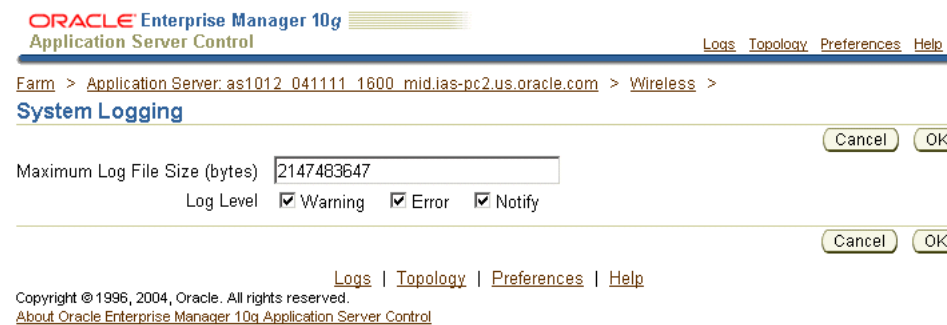 ORACLE Enterprise Manager 10g
Application Server Control
Logs Topology Preferences Help
Farm > Application Server: as1012_041111_1600_mid.ias-pc2.us.oracle.com > Wireless >
System Logging
Cancel OK
Maximum Log File Size (bytes) 2147483647
Log Level Warning Error Notify
Cancel OK
Logs | Topology | Preferences | Help
Copyright © 1996, 2004, Oracle. All rights reserved.
About Oracle Enterprise Manager 10g Application Server Control